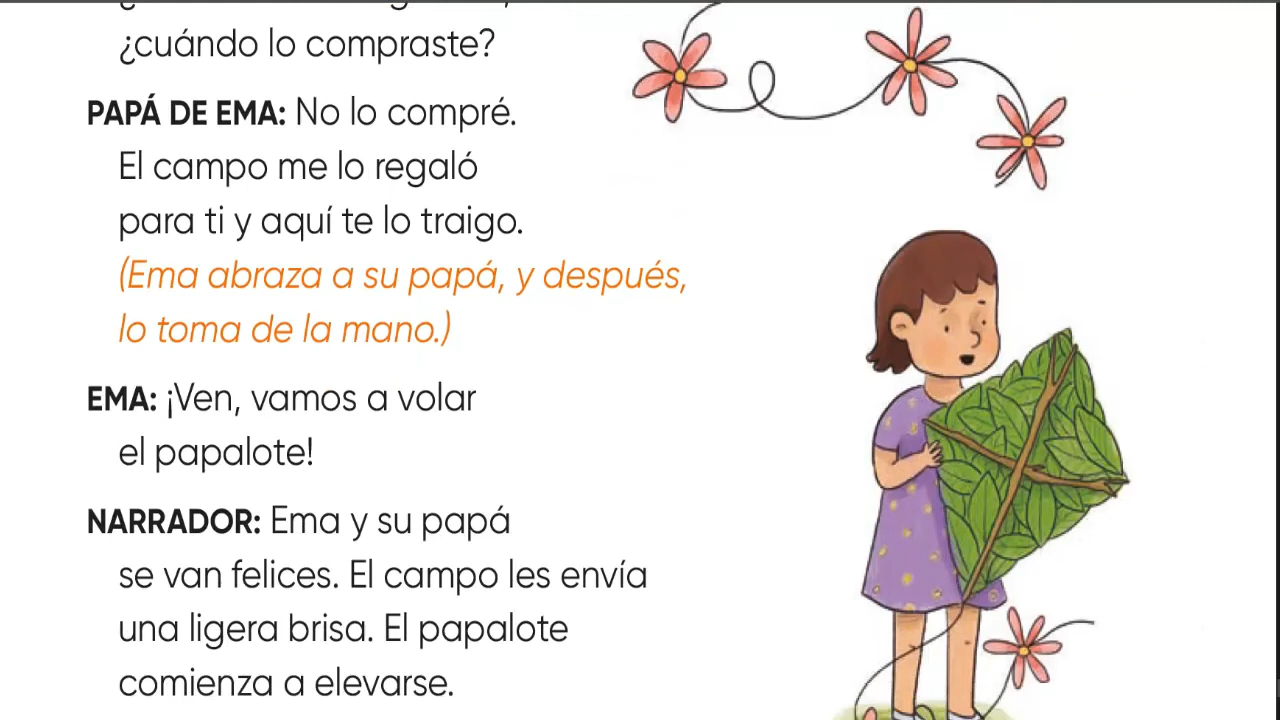 ¿cuándo lo compraste?
PAPÁ DE EMA: No lo compré.
El campo me lo regaló
para ti y aquí te lo traigo.
(Ema abraza a su papá, y después,
lo toma de la mano.)
EMA: ¡Ven, vamos a volar
el papalote!
NARRADOR: Ema y su papá
se van felices. El campo les envía
una ligera brisa. El papalote
comienza a elevarse.